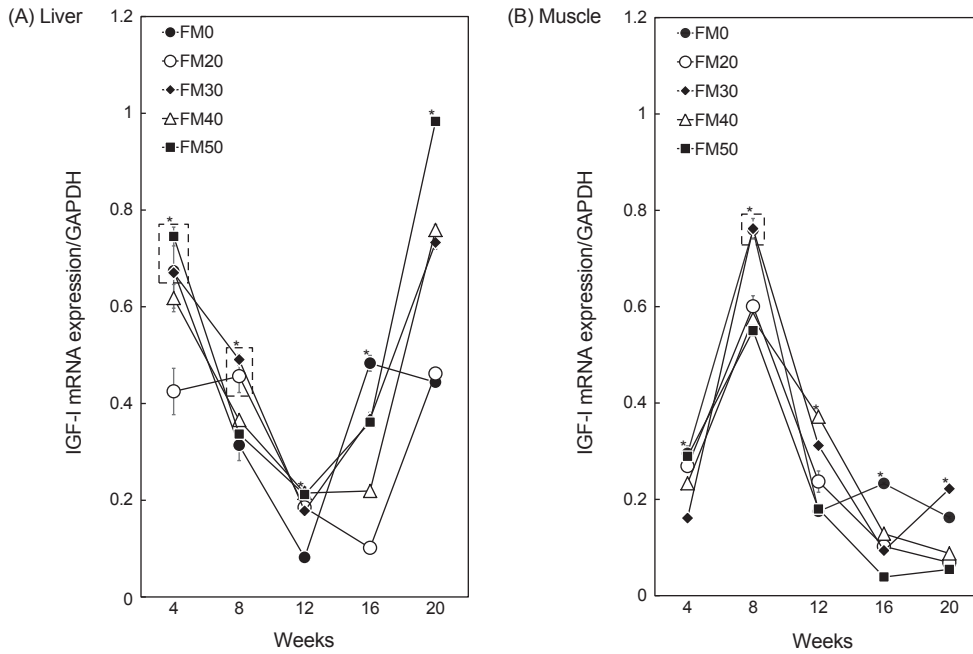 (A) Liver
1.2
1
0.8
0.6
0.4
0.2
0
IGF-I mRNA expression/GAPDH
FM0
FM20
FM30
FM40
FM50
*
*
*
*
*
4 8 12 16 20
Weeks
(B) Muscle
1.2
1
0.8
0.6
0.4
0.2
0
IGF-I mRNA expression/GAPDH
FM0
FM20
FM30
FM40
FM50
*
*
*
*
*
4 8 12 16 20
Weeks